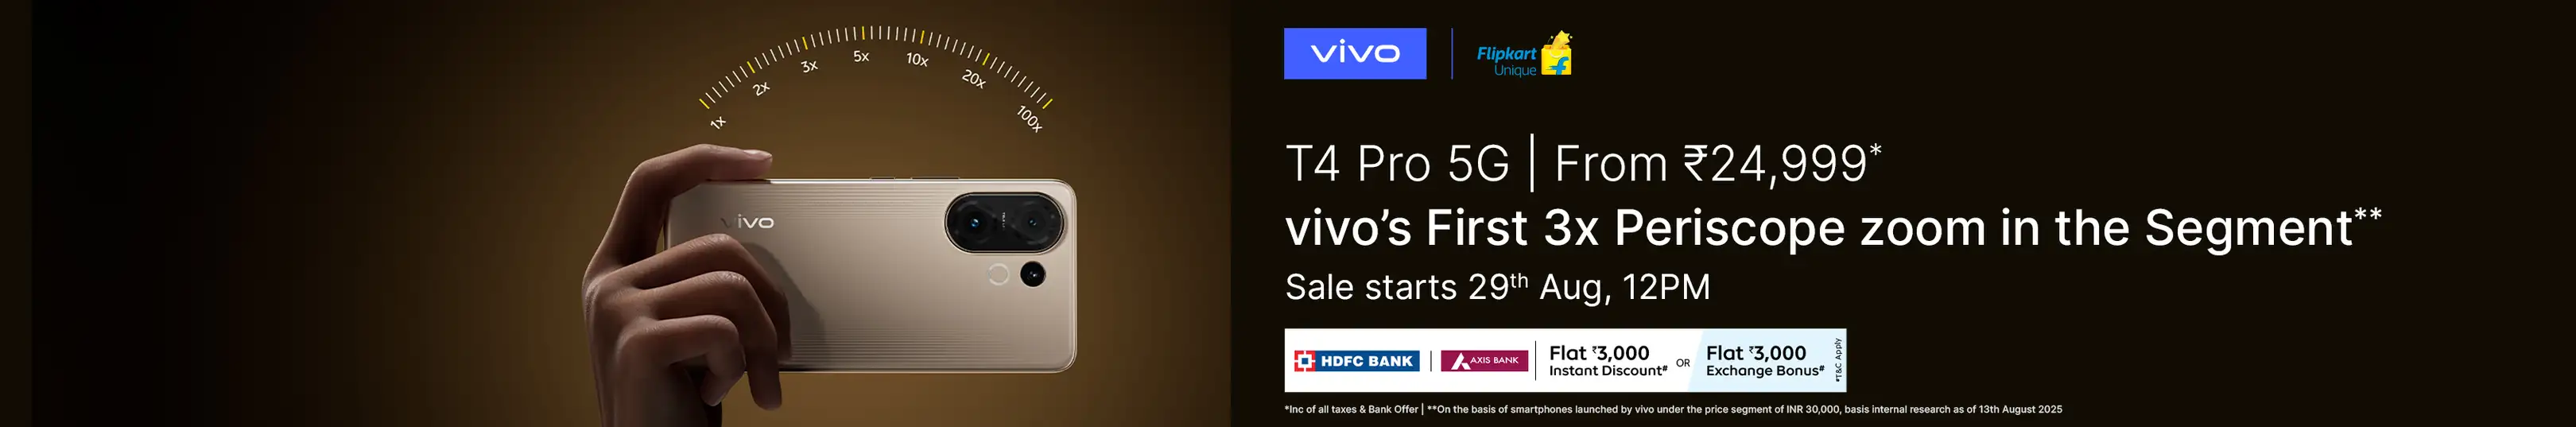 1x
2x
3x
5x
10x
20x
100x
vivo
vivo
Flipkart
Unique
T4 Pro 5G | From ₹24,999*
vivo's First 3x Periscope zoom in the Segment**
Sale starts 29th Aug, 12PM
HDFC BANK | AXIS BANK
Flat ₹3,000
Instant Discount#
OR
Flat ₹3,000
Exchange Bonus#
#T&C Apply
*Inc of all taxes & Bank Offer | **On the basis of smartphones launched by vivo under the price segment of INR 30,000, basis internal research as of 13th August 2025